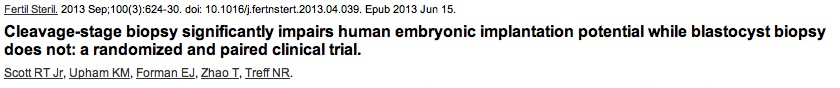 Fertil Steril. 2013 Sep;100(3):624-30. doi: 10.1016/j.fertnstert.2013.04.039. Epub 2013 Jun 15.
Cleavage-stage biopsy significantly impairs human embryonic implantation potential while blastocyst biopsy
does not: a randomized and paired clinical trial.
Scott RT Jr, Upham KM, Forman EJ, Zhao T, Treff NR.